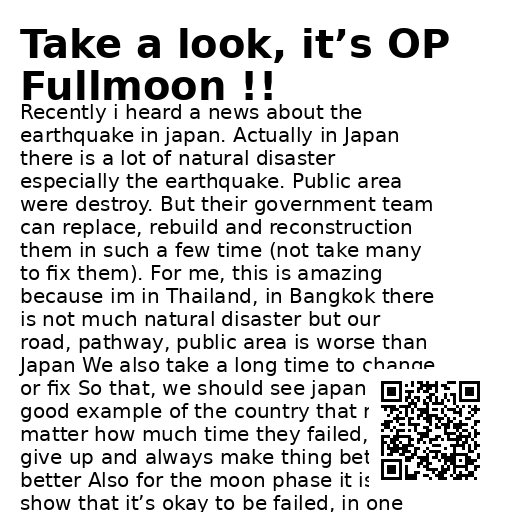 Take a look, it’s OP
Fullmoon !!
Recently i heard a news about the
earthquake in japan. Actually in Japan
there is a lot of natural disaster
especially the earthquake. Public area
were destroy. But their government team
can replace, rebuild and reconstruction
them in such a few time (not take many
to fix them). For me, this is amazing
because im in Thailand, in Bangkok there
is not much natural disaster but our
road, pathway, public area is worse than
Japan We also take a long time to change
or fix So that, we should see japan
good example of the country that
matter how much time they failed,
give up and always make thing
better Also for the moon phase it is
show that it’s okay to be failed, in one